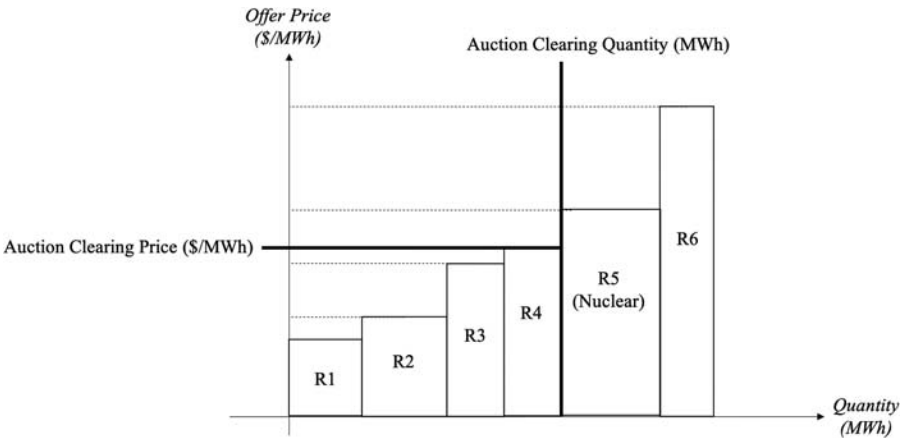 Offer Price
($/MWh)
Auction Clearing Quantity (MWh)
Auction Clearing Price ($/MWh)
R1
R2
R3
R4
R5
(Nuclear)
R6
Quantity
(MWh)